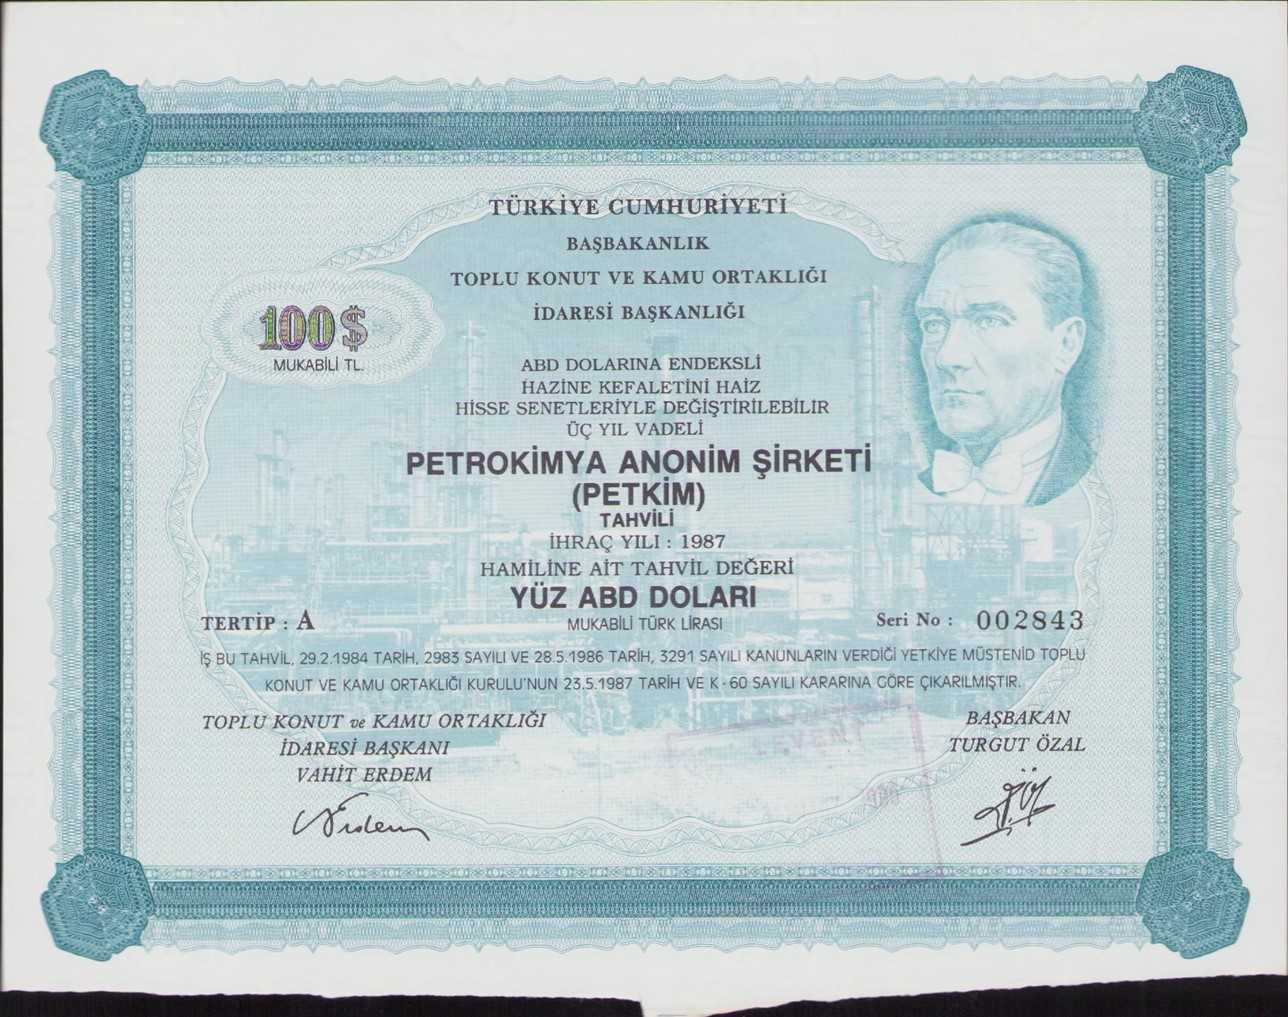 TÜRKİYE CUMHURİYETİ
BAŞBAKANLIK
TOPLU KONUT VE KAMU ORTAKLIĞI
İDARESİ BAŞKANLIĞI
100$
MUKABİLİ TL.
ABD DOLARINA ENDEKSLİ
HAZİNE KEFALETİNİ HAİZ
HİSSE SENETLERİYLE DEĞİŞTİRİLEBİLİR
ÜÇ YIL VADELİ
PETROKİMYA ANONİM ŞİRKETİ
(PETKİM)
TAHVİLİ
İHRAÇ YILI : 1987
HAMİLİNE AİT TAHVİL DEĞERİ
YÜZ ABD DOLARI
MUKABİLİ TÜRK LİRASI
TERTİP : A
Seri No : 002843
İŞ BU TAHVİL, 29.2.1984 TARİH, 2983 SAYILI VE 28.5.1986 TARİH, 3291 SAYILI KANUNLARIN VERDİĞİ YETKİYE MÜSTENİD TOPLU
KONUT VE KAMU ORTAKLIĞI KURULU'NUN 23.5.1987 TARİH VE K - 60 SAYILI KARARINA GÖRE ÇIKARILMIŞTIR.
TOPLU KONUT ve KAMU ORTAKLIĞI
İDARESİ BAŞKANI
VAHİT ERDEM
BAŞBAKAN
TURGUT ÖZAL
LEVENT